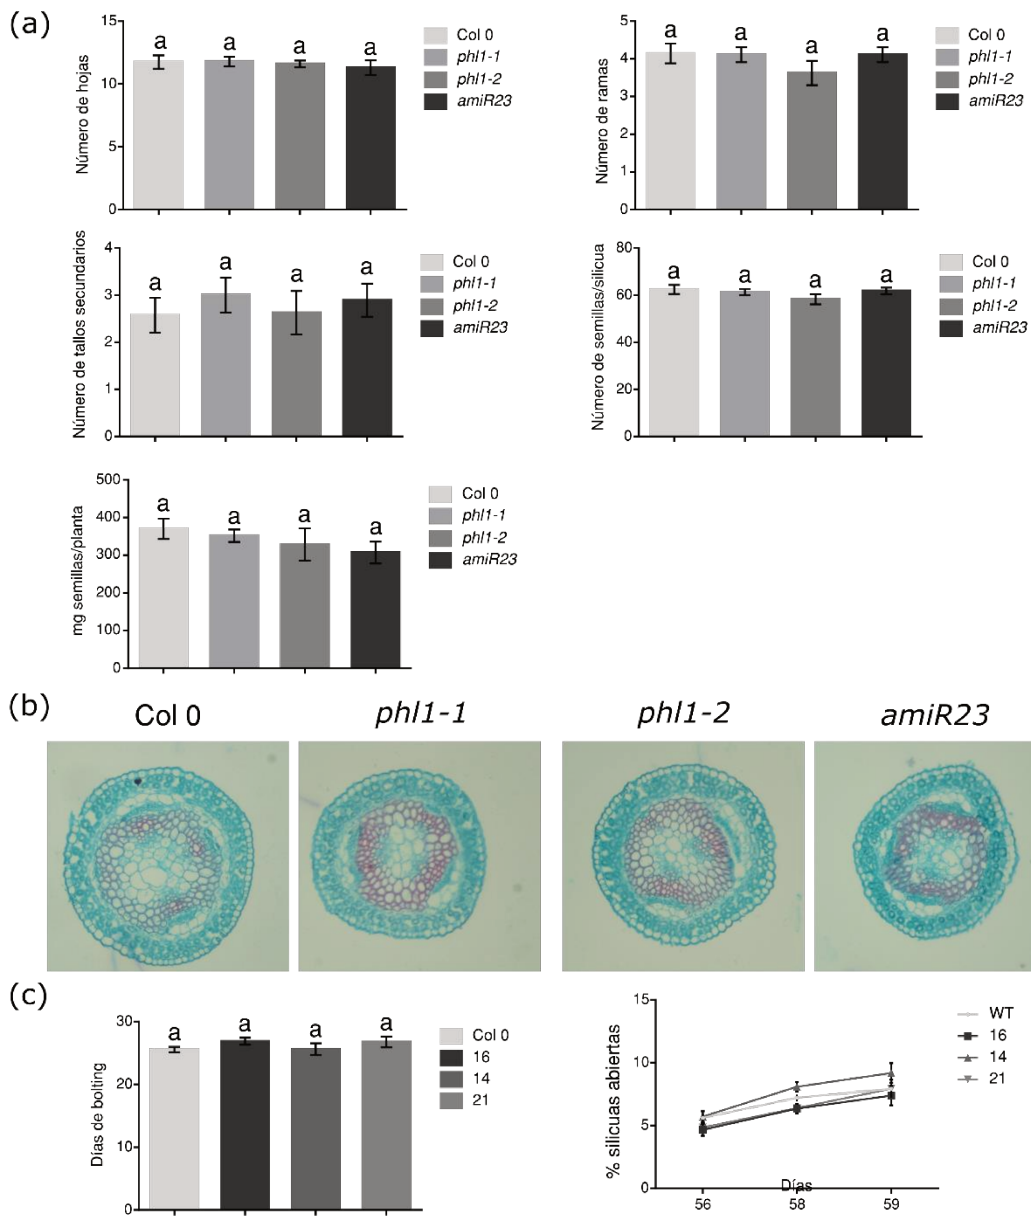 (a)
Número de hojas
15
10
5
0
a a a a
Col 0
phl1-1
phl1-2
amiR23
Número de ramas
5
4
3
2
1
0
a a a a
Col 0
phl1-1
phl1-2
amiR23
Número de tallos secundarios
4
3
2
1
0
a a a a
Col 0
phl1-1
phl1-2
amiR23
Número de semillas/silicua
80
60
40
20
0
a a a a
Col 0
phl1-1
phl1-2
amiR23
mg semillas/planta
500
400
300
200
100
0
a a a a
Col 0
phl1-1
phl1-2
amiR23
(b)
Col 0 phl1-1 phl1-2 amiR23
(c)
Días de bolting
30
20
10
0
a a a a
Col 0
16
14
21
% silicuas abiertas
15
10
5
0
WT
16
14
21
Días
56 58 59